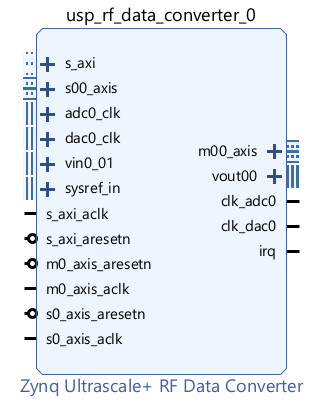 usp_rf_data_converter_0
s_axi
s00_axis
adc0_clk
dac0_clk
vin0_01
sysref_in
s_axi_aclk
s_axi_aresetn
m0_axis_aresetn
m0_axis_aclk
s0_axis_aresetn
s0_axis_aclk
m00_axis
vout00
clk_adc0
clk_dac0
irq
Zynq Ultrascale+ RF Data Converter